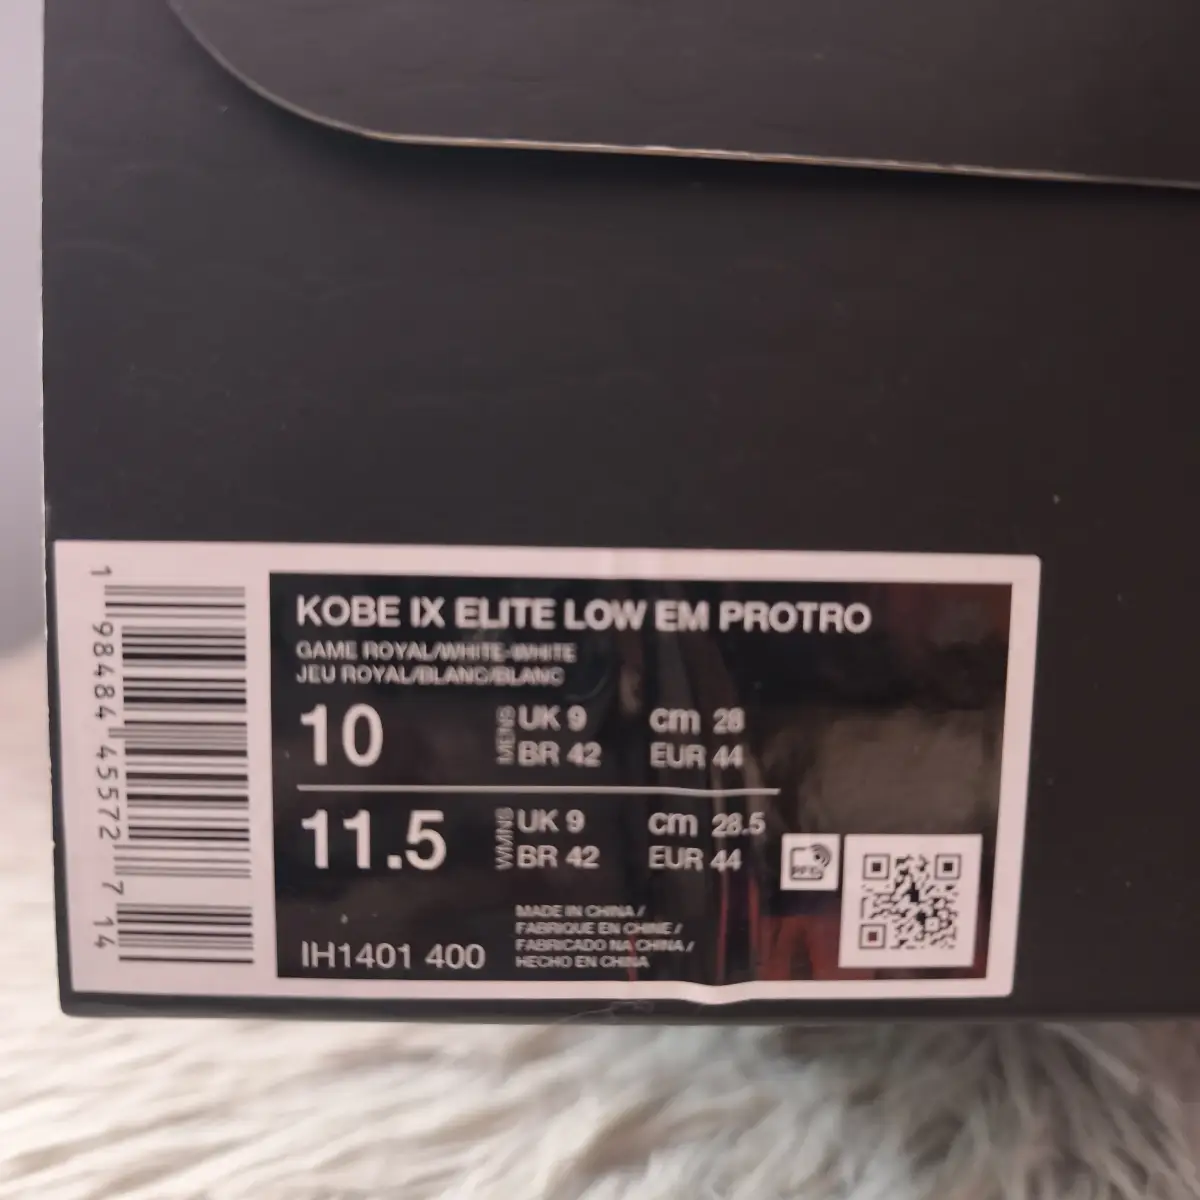 1 98484 45572 7 14
KOBE IX ELITE LOW EM PROTRO
GAME ROYAL/WHITE-WHITE
JEU ROYAL/BLANC/BLANC
10 MENS UK 9 cm 28
BR 42 EUR 44
11.5 WMNS UK 9 cm 28.5
BR 42 EUR 44
RFID
MADE IN CHINA /
FABRIQUE EN CHINE /
FABRICADO NA CHINA /
HECHO EN CHINA
IH1401 400